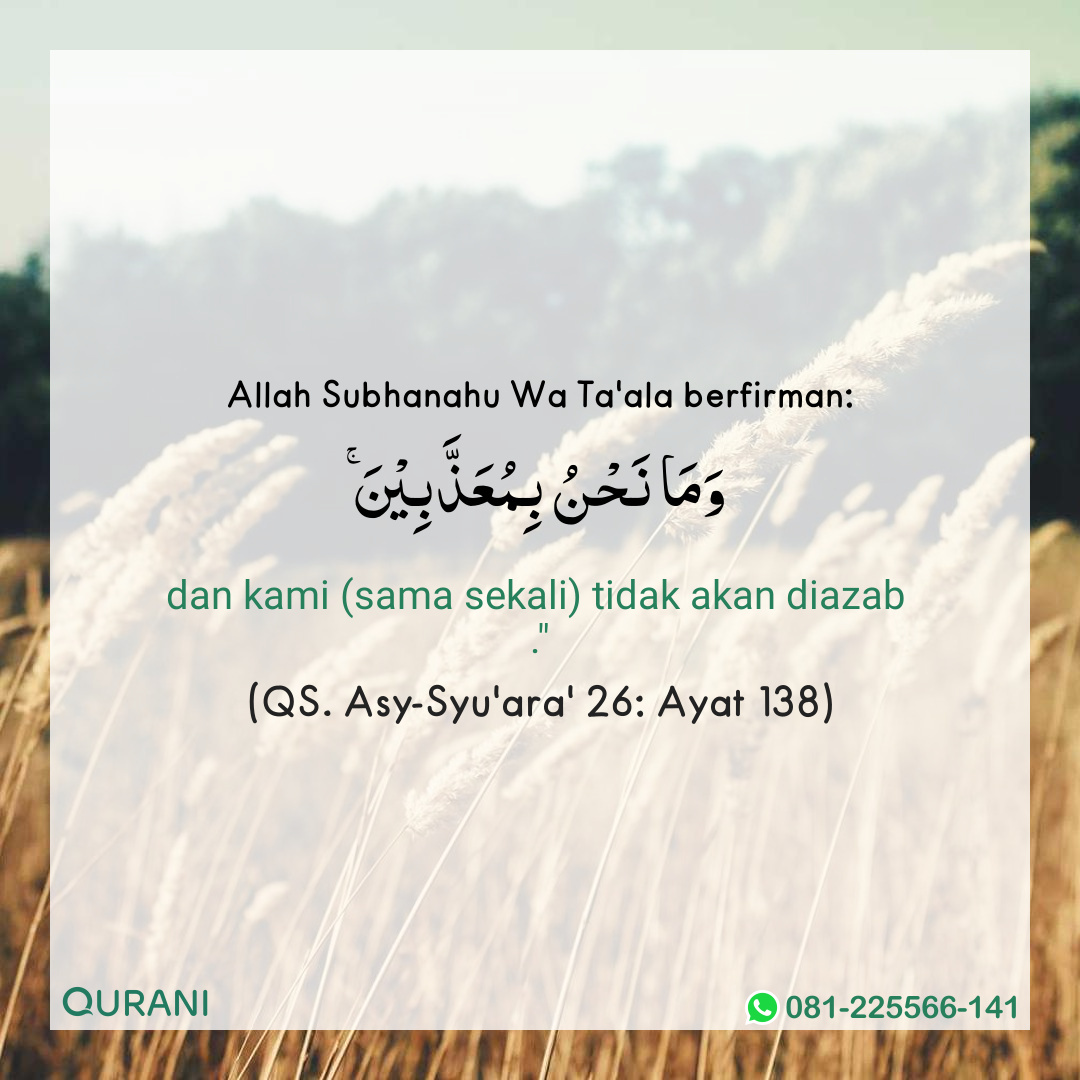 Allah Subhanahu Wa Ta'ala berfirman:
وَمَا نَحْنُ بِمُعَذَّبِيْنَ ۚ
dan kami (sama sekali) tidak akan diazab
."
(QS. Asy-Syu'ara' 26: Ayat 138)
QURANI
081-225566-141